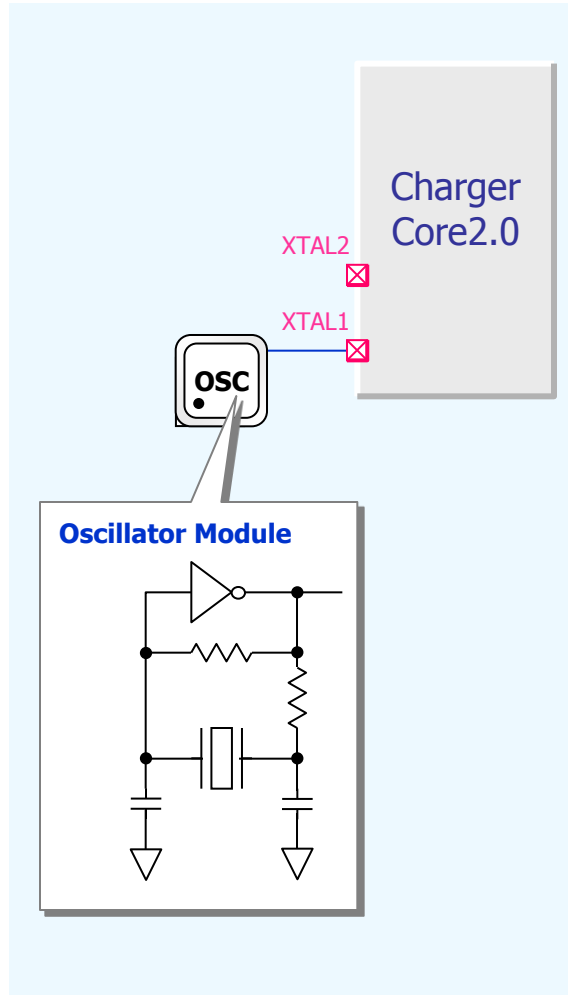 Charger
Core2.0
XTAL2
XTAL1
OSC
Oscillator Module